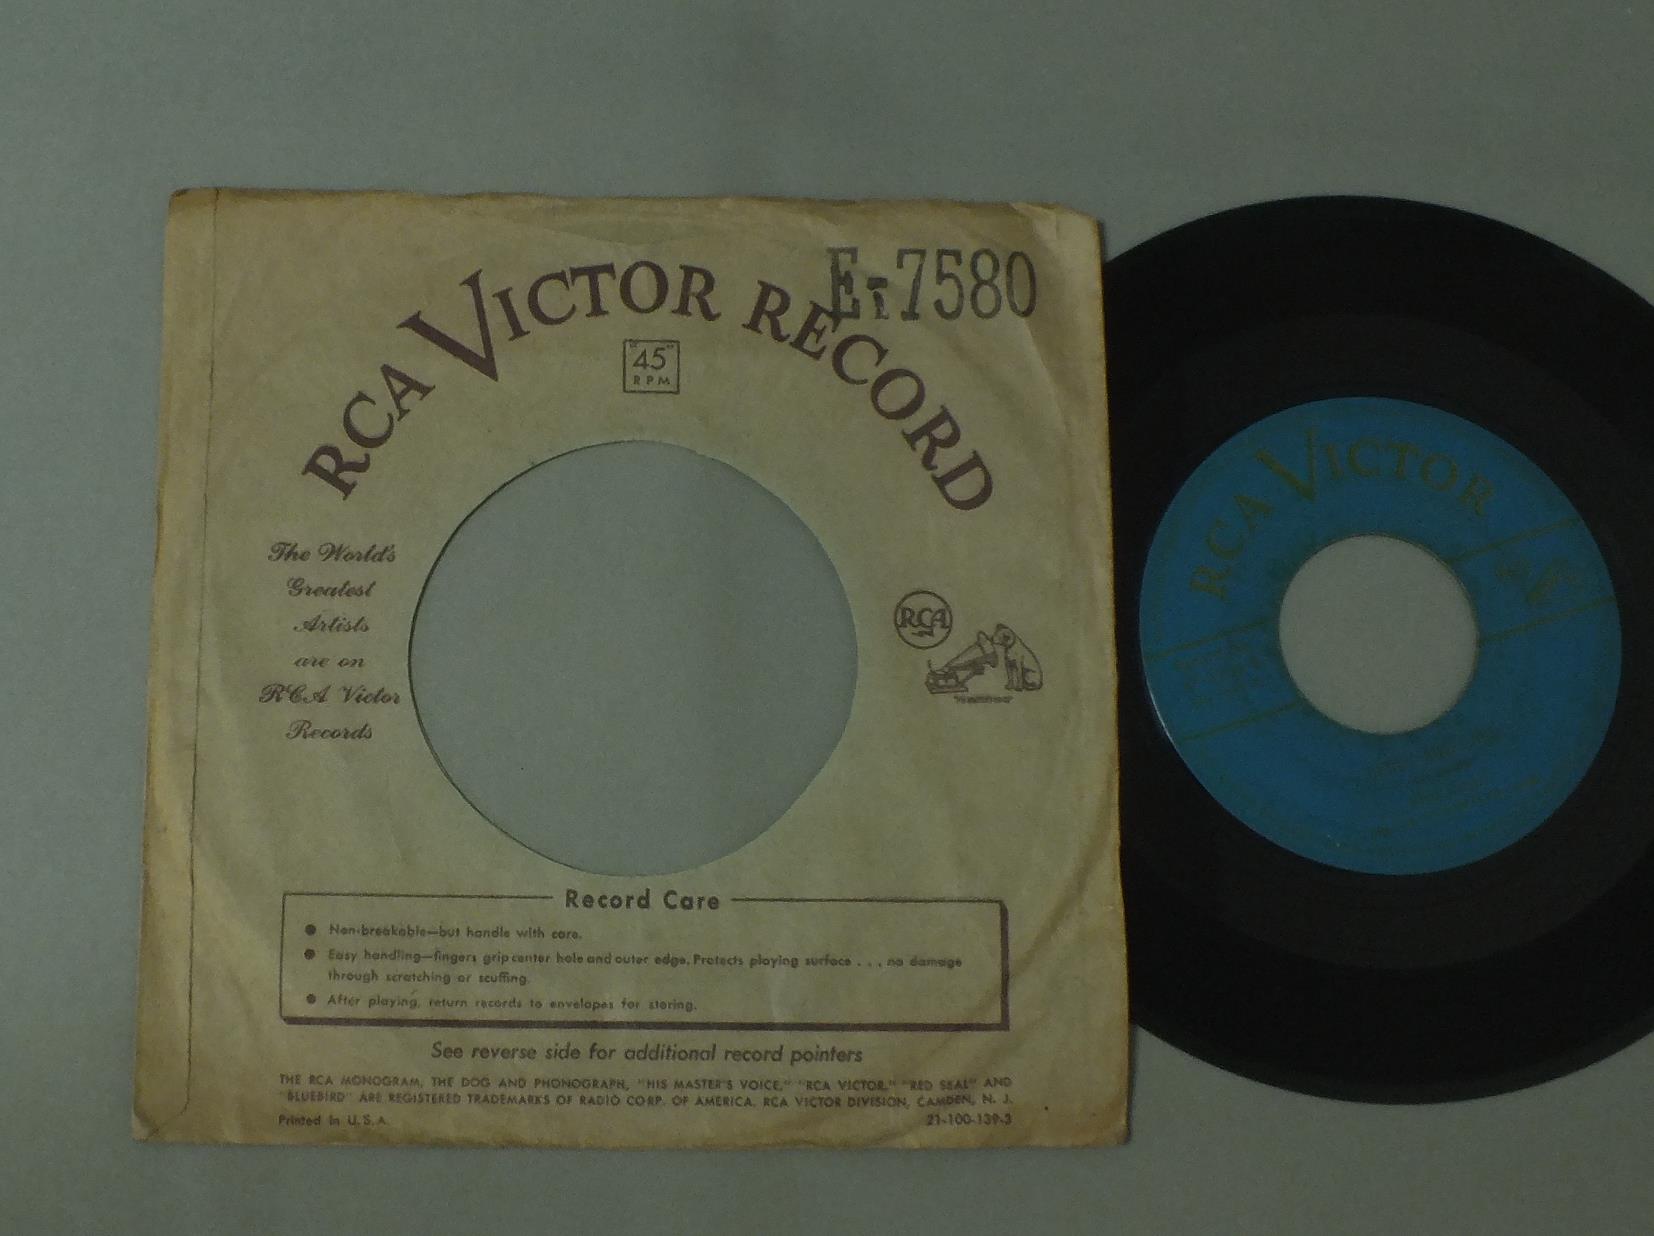 E-7580
RCA VICTOR RECORD
"45"
RPM
The World's
Greatest
Artists
are on
RCA Victor
Records
RCA
Record Care
Non-breakable—but handle with care.
Easy handling—fingers grip center hole and outer edge. Protects playing surface . . . no damage
through scratching or scuffing.
After playing, return records to envelopes for storing.
See reverse side for additional record pointers
THE RCA MONOGRAM, THE DOG AND PHONOGRAPH, "HIS MASTER'S VOICE," "RCA VICTOR," "RED SEAL" AND
"BLUEBIRD" ARE REGISTERED TRADEMARKS OF RADIO CORP. OF AMERICA. RCA VICTOR DIVISION, CAMDEN, N. J.
Printed in U.S.A.
21-100-139-3
RCA VICTOR